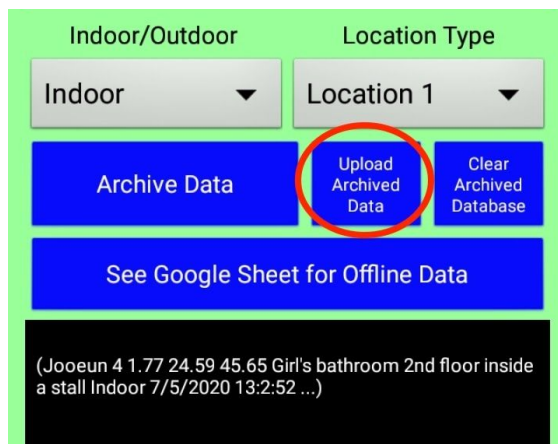 Indoor/Outdoor Location Type
Indoor Location 1
Archive Data
Upload
Archived
Data
Clear
Archived
Database
See Google Sheet for Offline Data
(Jooeun 4 1.77 24.59 45.65 Girl's bathroom 2nd floor inside
a stall Indoor 7/5/2020 13:2:52 ...)